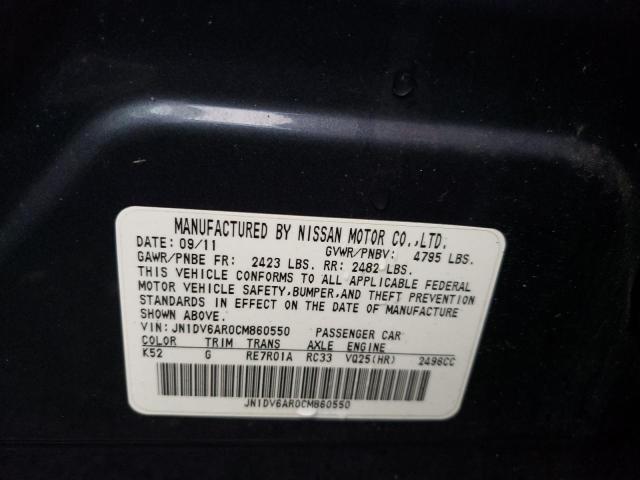 MANUFACTURED BY NISSAN MOTOR CO.,LTD.
DATE: 09/11 GVWR/PNBV: 4795 LBS.
GAWR/PNBE FR: 2423 LBS. RR: 2482 LBS.
THIS VEHICLE CONFORMS TO ALL APPLICABLE FEDERAL
MOTOR VEHICLE SAFETY,BUMPER,AND THEFT PREVENTION
STANDARDS IN EFFECT ON THE DATE OF MANUFACTURE
SHOWN ABOVE.
VIN: JN1DV6AR0CM860550 PASSENGER CAR
COLOR TRIM TRANS AXLE ENGINE
K52 G RE7R01A RC33 VQ25(HR) 2496CC
JN1DV6AR0CM860550